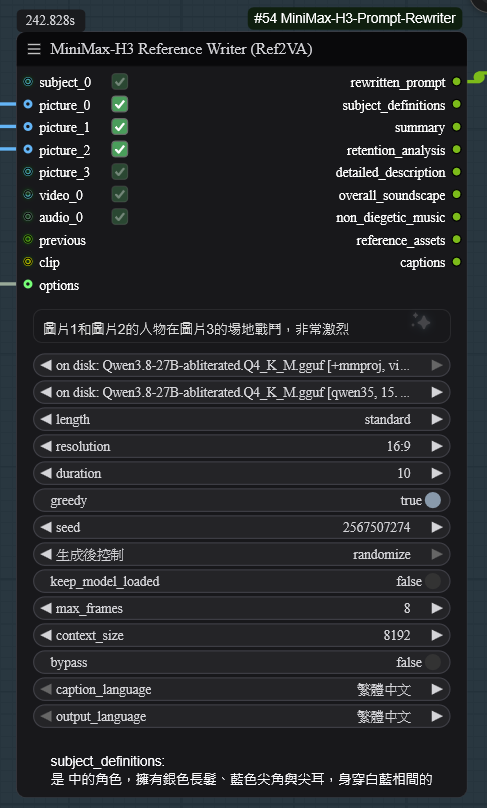 242.828s
#54 MiniMax-H3-Prompt-Rewriter
MiniMax-H3 Reference Writer (Ref2VA)
subject_0 rewritten_prompt
picture_0 subject_definitions
picture_1 summary
picture_2 retention_analysis
picture_3 detailed_description
video_0 overall_soundscape
audio_0 non_diegetic_music
previous reference_assets
clip captions
options
圖片1和圖片2的人物在圖片3的場地戰鬥，非常激烈
on disk: Qwen3.8-27B-abliterated.Q4_K_M.gguf [+mmproj, vi...
on disk: Qwen3.8-27B-abliterated.Q4_K_M.gguf [qwen35, 15. ...
length standard
resolution 16:9
duration 10
greedy true
seed 2567507274
生成後控制 randomize
keep_model_loaded false
max_frames 8
context_size 8192
bypass false
caption_language 繁體中文
output_language 繁體中文
subject_definitions:
是 中的角色，擁有銀色長髮、藍色尖角與尖耳，身穿白藍相間的